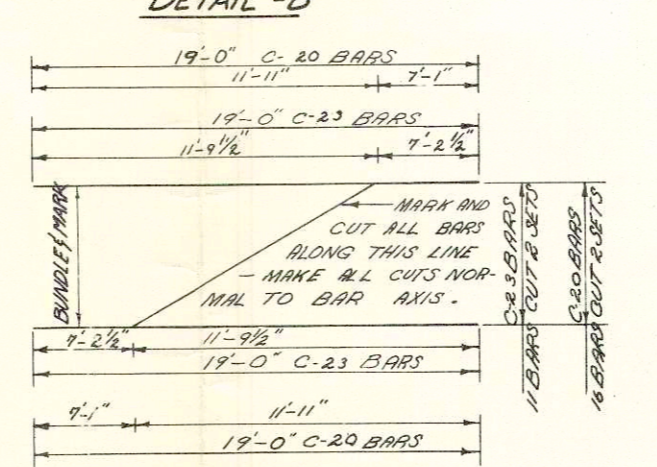 DETAIL -B
19'-0" C-20 BARS
11'-11" 7'-1"
19'-0" C-23 BARS
11'-9½" 7'-2½"
BUNDLE & MARK
MARK AND
CUT ALL BARS
ALONG THIS LINE
- MAKE ALL CUTS NOR-
MAL TO BAR AXIS.
C-23 BARS
11 BARS CUT 2 SETS
C-20 BARS
16 BARS CUT 2 SETS
7'-2½" 11'-9½"
19'-0" C-23 BARS
7'-1" 11'-11"
19'-0" C-20 BARS